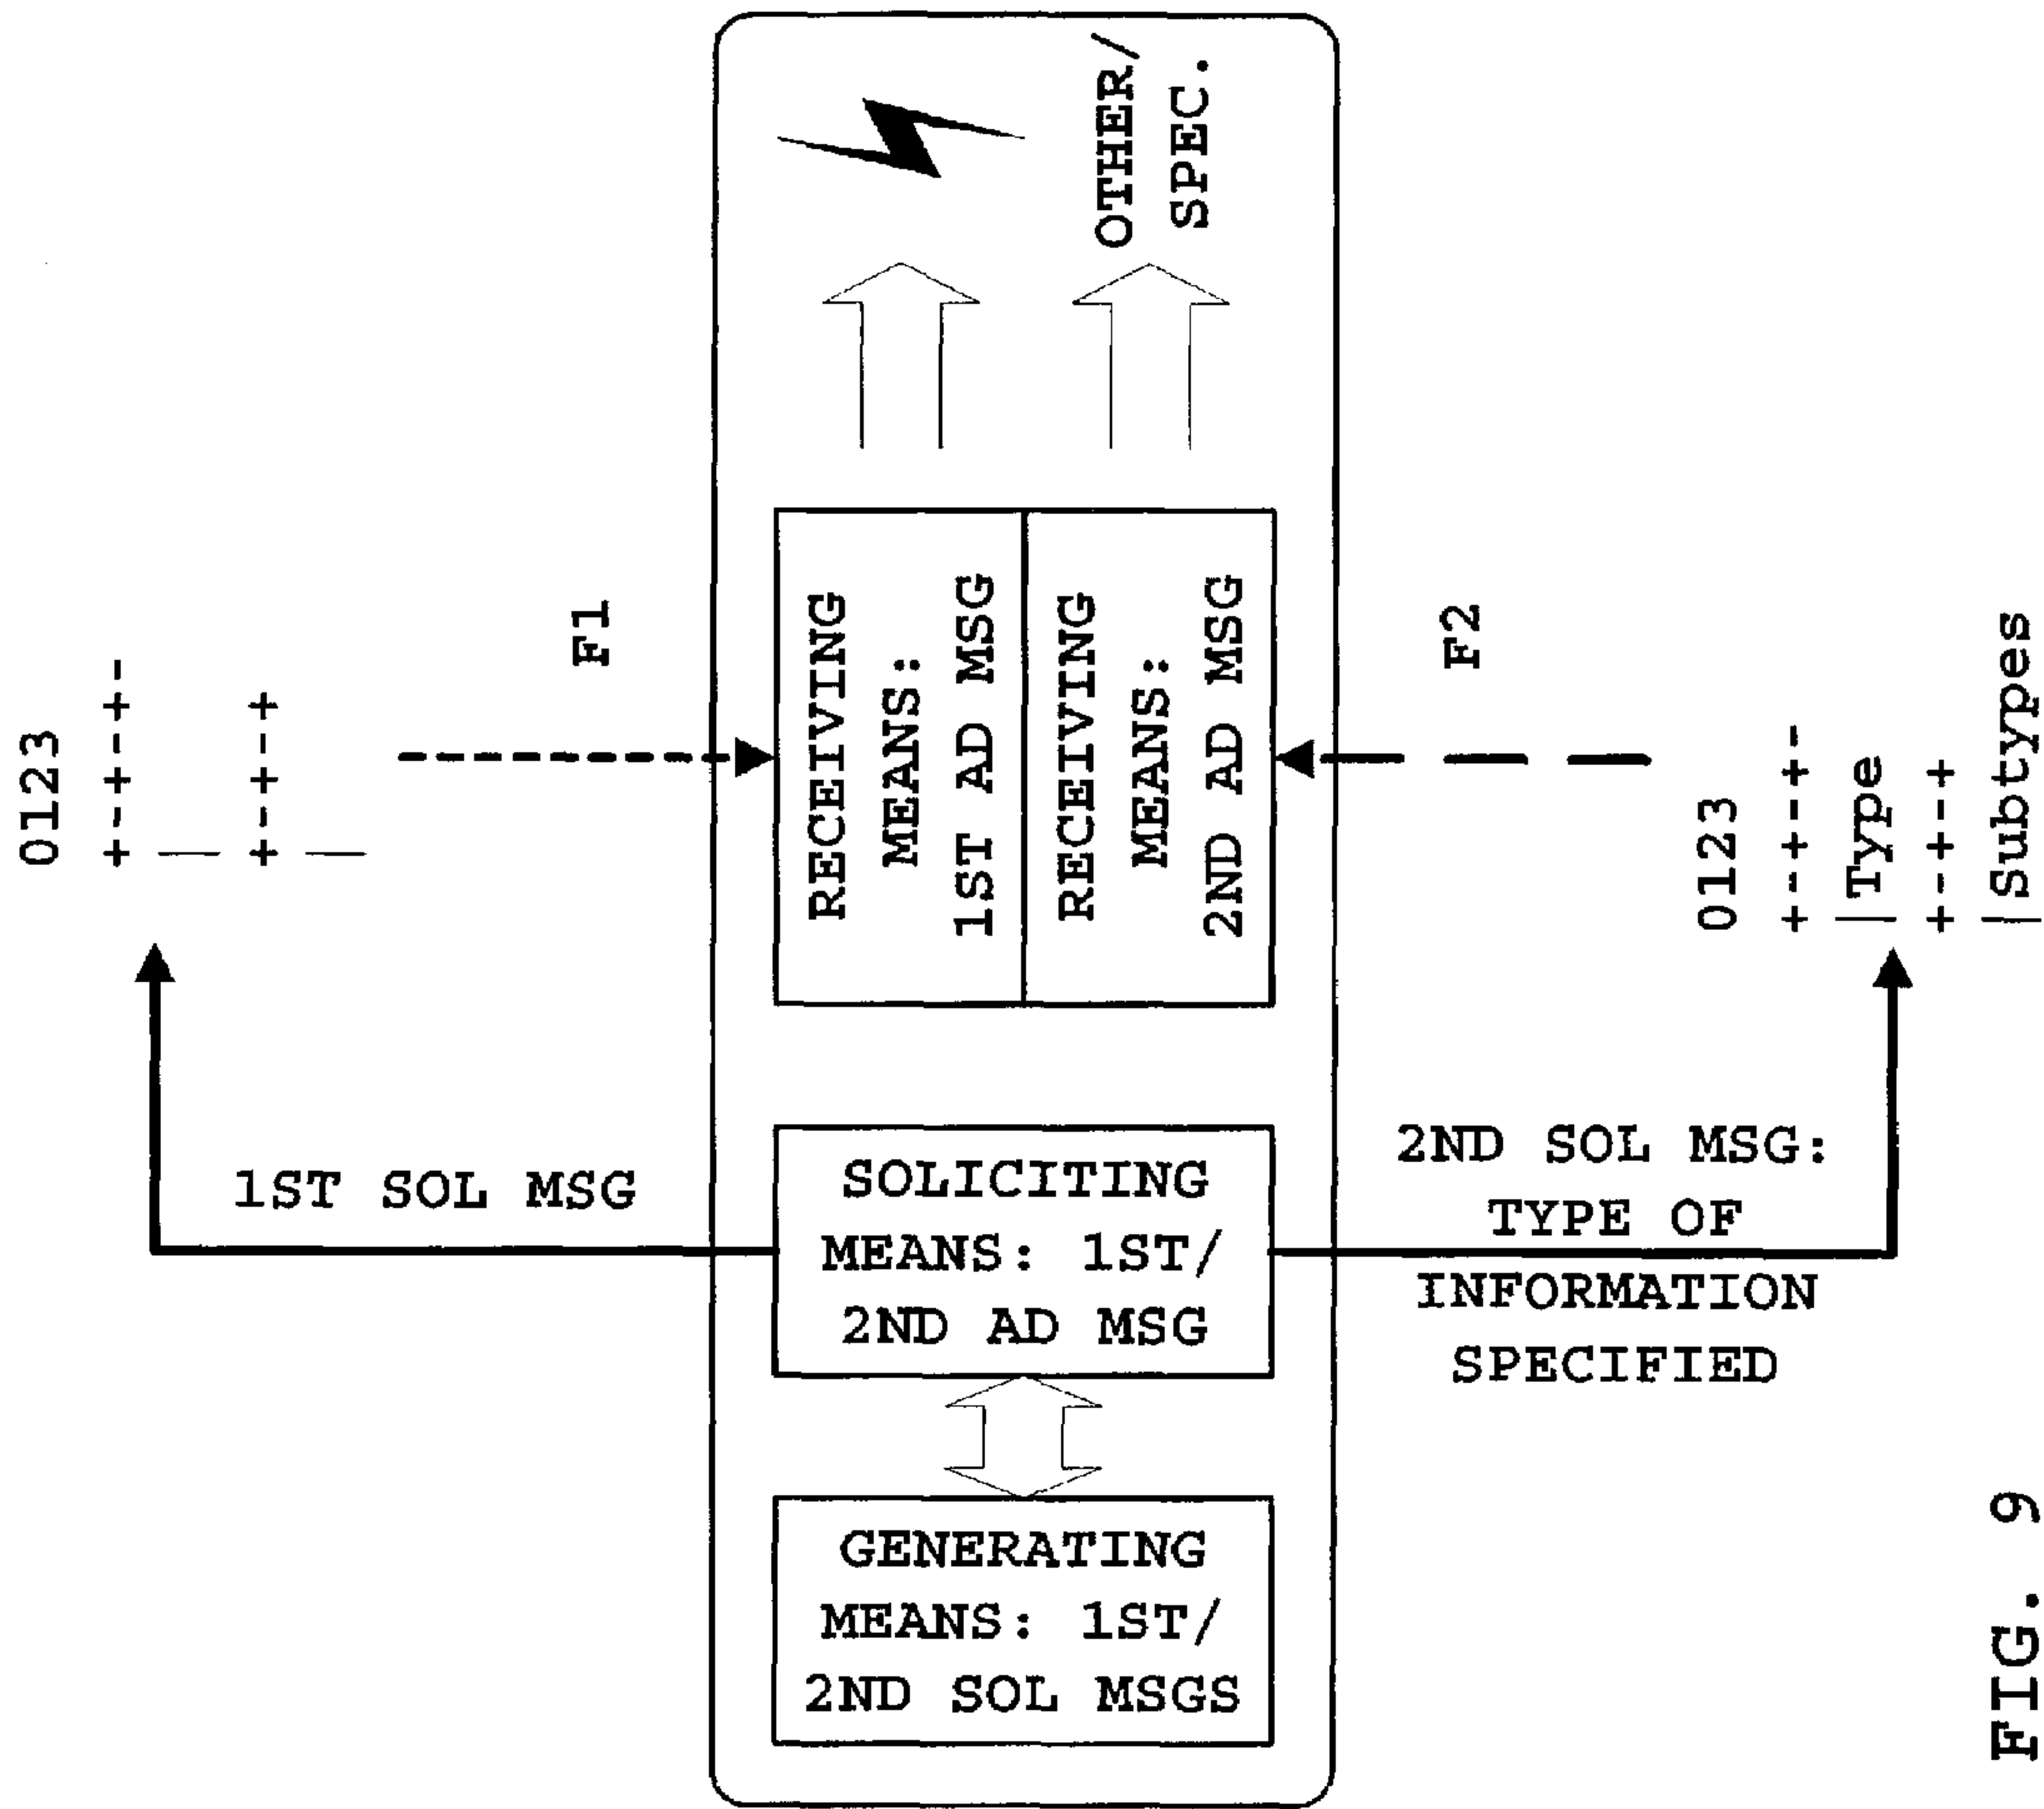 0123
+-+-+-
|
+-+-+
|
F1
1ST SOL MSG
RECEIVING
MEANS:
1ST AD MSG
RECEIVING
MEANS:
2ND AD MSG
OTHER/
SPEC.
SOLICITING
MEANS: 1ST/
2ND AD MSG
GENERATING
MEANS: 1ST/
2ND SOL MSGS
2ND SOL MSG:
TYPE OF
INFORMATION
SPECIFIED
F2
0123
+-+-+-
|Type
+-+-+
|Subtypes
FIG. 9